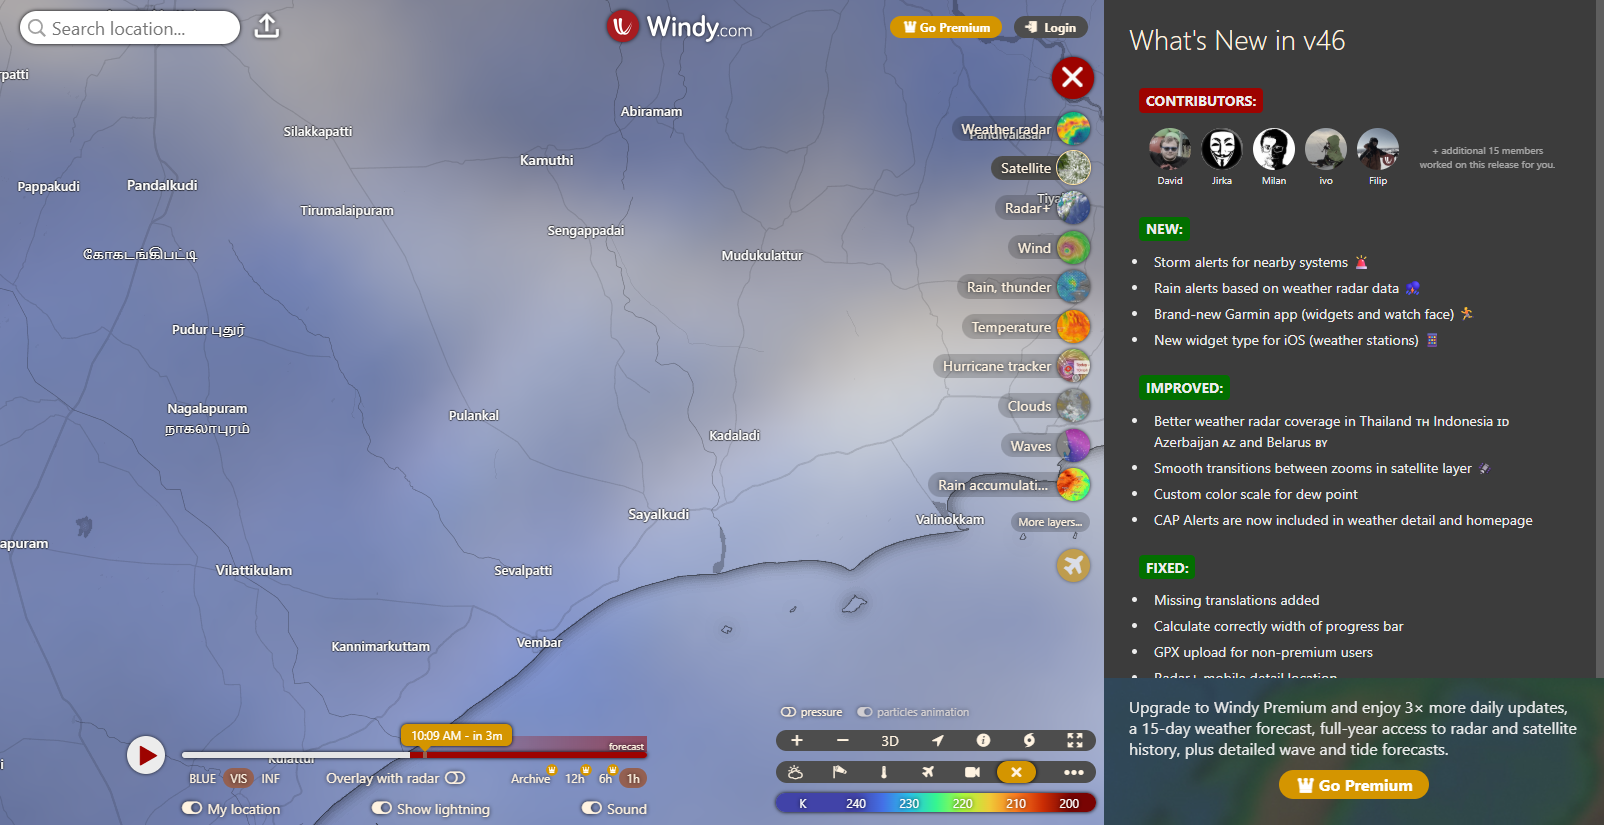 Search location...
Windy.com
Go Premium
Login
patti
Abiramam
Silakkapatti
Kamuthi
Weather radar
Pandivalasai
Satellite
Pappakudi
Pandalkudi
Tirumalaipuram
Radar+
Sengappadai
Wind
கோகடங்கிபட்டி
Mudukulattur
Rain, thunder
Temperature
Pudur புதூர்
Hurricane tracker
Nagalapuram
நாகலாபுரம்
Pulankal
Clouds
Kadaladi
Waves
Rain accumulati...
Sayalkudi
Valinokkam
More layers...
apuram
Vilattikulam
Sevalpatti
Kannimarkuttam
Vembar
pressure
particles animation
10:09 AM - in 3m
forecast
Kulattur
3D
BLUE VIS INF
Overlay with radar
Archive 12h 6h 1h
My location
Show lightning
Sound
K 240 230 220 210 200
What's New in v46
CONTRIBUTORS:
David Jirka Milan ivo Filip
+ additional 15 members
worked on this release for you.
NEW:
Storm alerts for nearby systems
Rain alerts based on weather radar data
Brand-new Garmin app (widgets and watch face)
New widget type for iOS (weather stations)
IMPROVED:
Better weather radar coverage in Thailand TH Indonesia ID
Azerbaijan AZ and Belarus BY
Smooth transitions between zooms in satellite layer
Custom color scale for dew point
CAP Alerts are now included in weather detail and homepage
FIXED:
Missing translations added
Calculate correctly width of progress bar
GPX upload for non-premium users
Radar+ mobile detail location
Upgrade to Windy Premium and enjoy 3× more daily updates,
a 15-day weather forecast, full-year access to radar and satellite
history, plus detailed wave and tide forecasts.
Go Premium